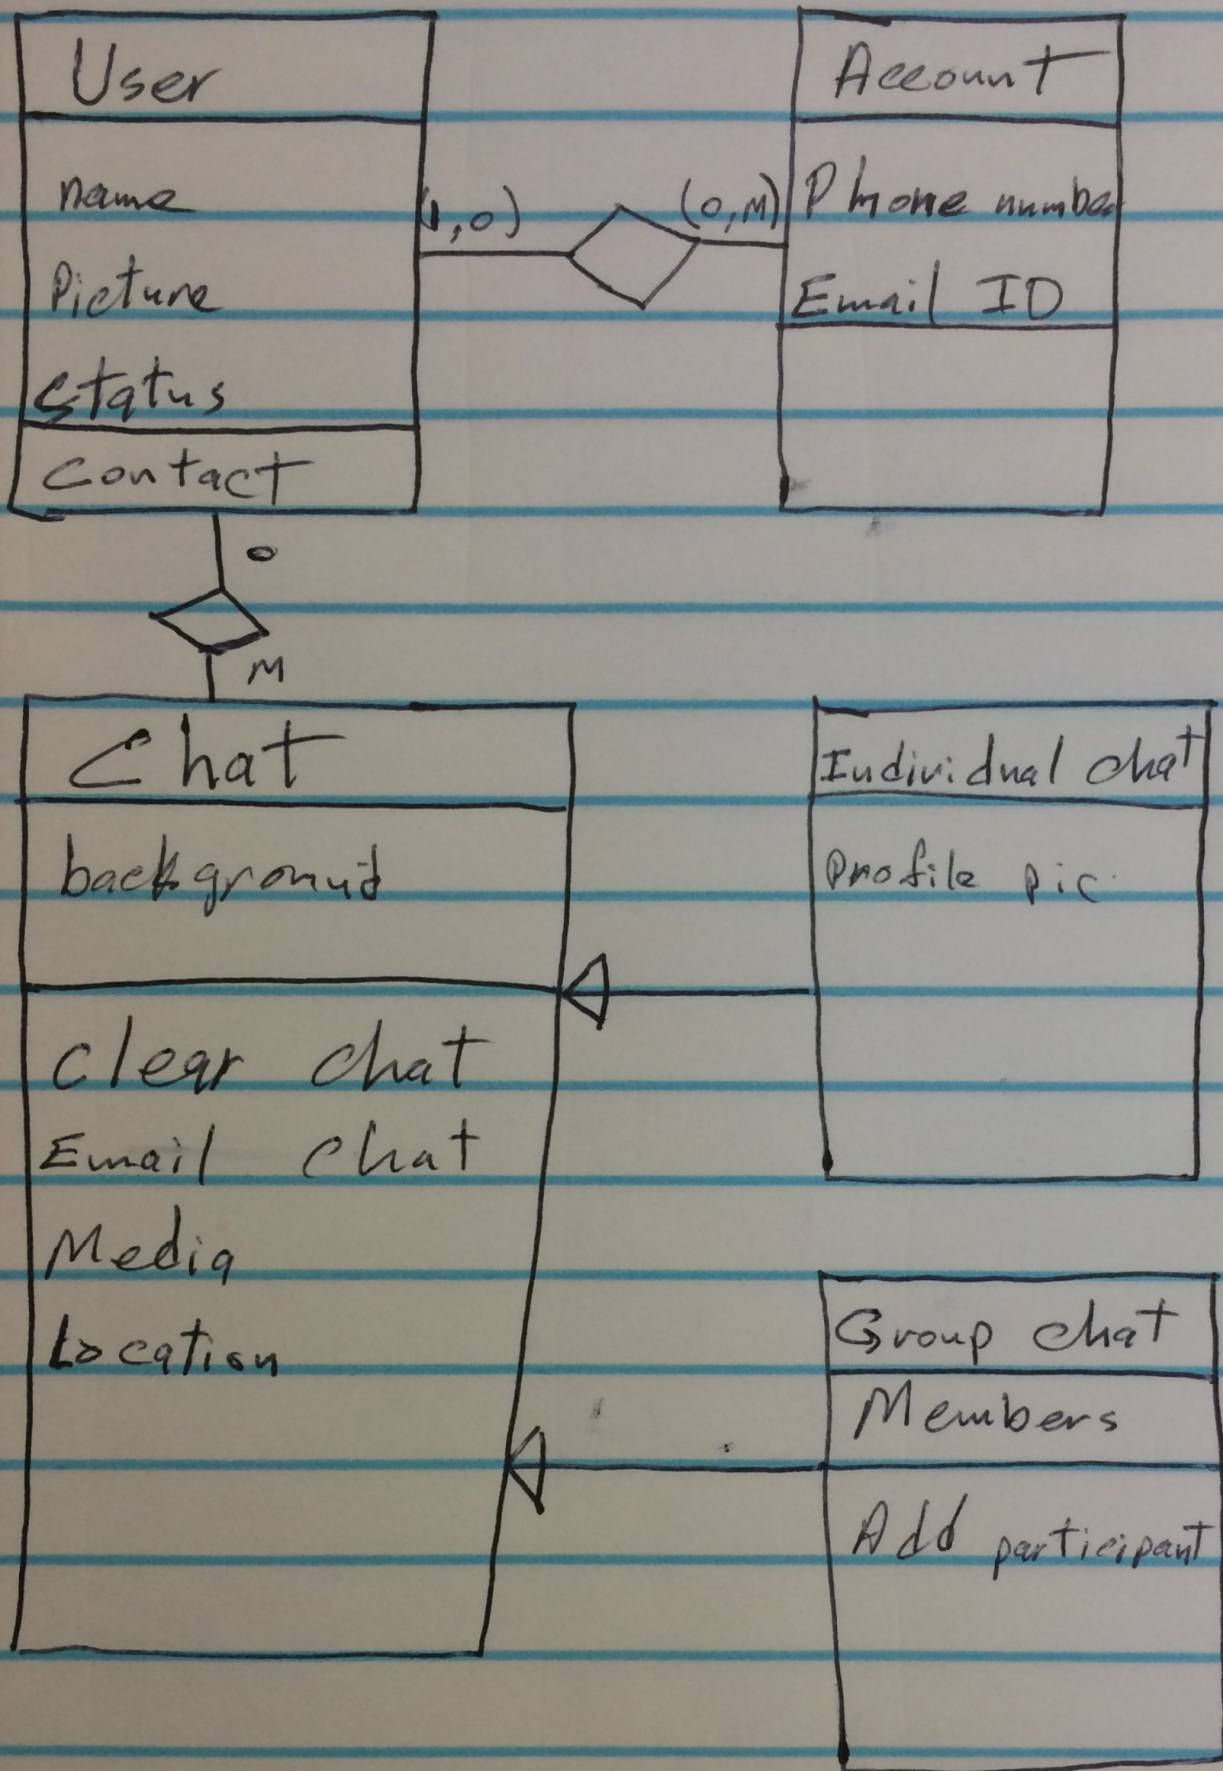 User
name
Picture
Status
Contact
(1,0)
(0,M)
Account
Phone number
Email ID
0
M
Chat
background
Clear chat
Email chat
Media
Location
Individual chat
Profile pic
Group chat
Members
Add participant